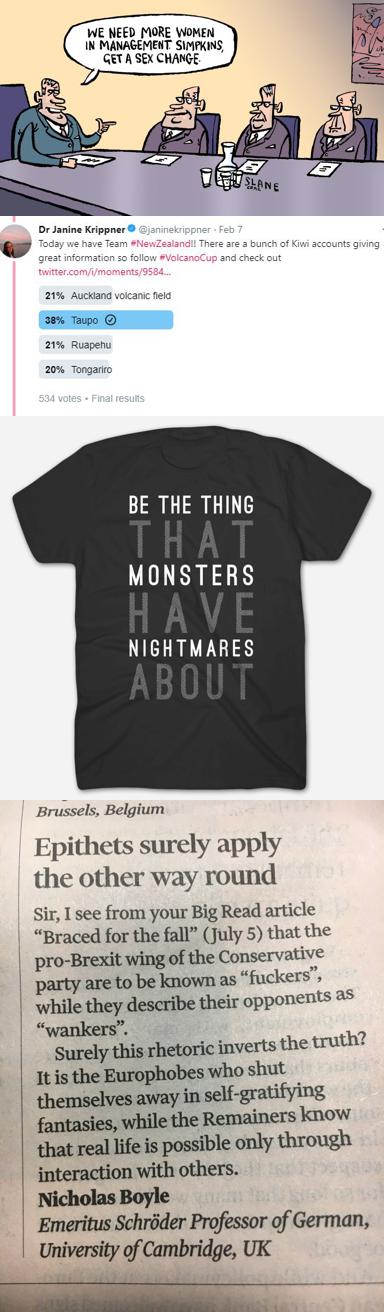 WE NEED MORE WOMEN
IN MANAGEMENT. SIMPKINS,
GET A SEX CHANGE.
SLANE
Dr Janine Krippner @janinekrippner · Feb 7
Today we have Team #NewZealand!! There are a bunch of Kiwi accounts giving
great information so follow #VolcanoCup and check out
twitter.com/i/moments/9584...
21% Auckland volcanic field
38% Taupo
21% Ruapehu
20% Tongariro
534 votes • Final results
BE THE THING
THAT
MONSTERS
HAVE
NIGHTMARES
ABOUT
Brussels, Belgium
Epithets surely apply
the other way round
Sir, I see from your Big Read article
“Braced for the fall” (July 5) that the
pro-Brexit wing of the Conservative
party are to be known as “fuckers”,
while they describe their opponents as
“wankers”.
Surely this rhetoric inverts the truth?
It is the Europhobes who shut
themselves away in self-gratifying
fantasies, while the Remainers know
that real life is possible only through
interaction with others.
Nicholas Boyle
Emeritus Schröder Professor of German,
University of Cambridge, UK